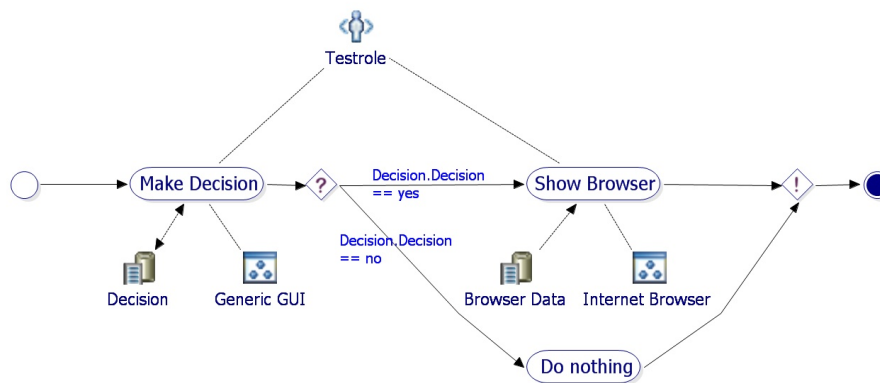 Testrole
Make Decision
?
Decision.Decision
== yes
Show Browser
!
Decision.Decision
== no
Decision
Generic GUI
Browser Data
Internet Browser
Do nothing